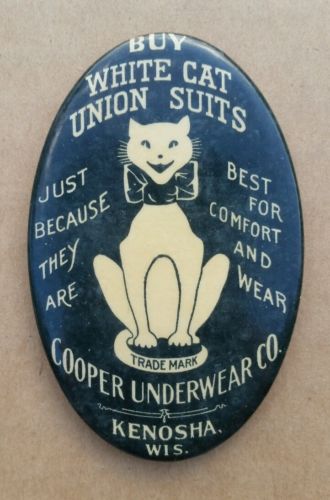 BUY
WHITE CAT
UNION SUITS
JUST
BECAUSE
THEY
ARE
BEST
FOR
COMFORT
AND
WEAR
TRADE MARK
COOPER UNDERWEAR CO.
KENOSHA,
WIS.